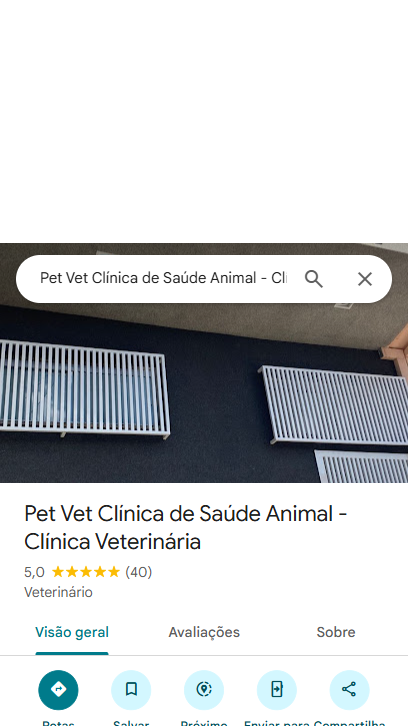 Pet Vet Clínica de Saúde Animal - Clí
Pet Vet Clínica de Saúde Animal -
Clínica Veterinária
5,0 (40)
Veterinário
Visão geral Avaliações Sobre
Rotas Salvar Próximo Enviar para Compartilha